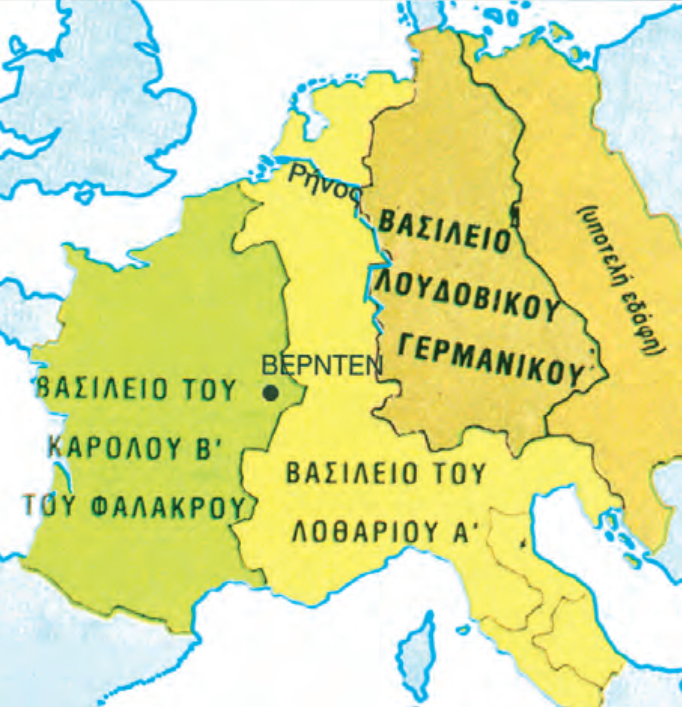 Ρήνος
ΒΑΣΙΛΕΙΟ
ΛΟΥΔΟΒΙΚΟΥ
ΓΕΡΜΑΝΙΚΟΥ
(υποτελή εδάφη)
ΒΕΡΝΤΕΝ
ΒΑΣΙΛΕΙΟ ΤΟΥ
ΚΑΡΟΛΟΥ Β'
ΤΟΥ ΦΑΛΑΚΡΟΥ
ΒΑΣΙΛΕΙΟ ΤΟΥ
ΛΟΘΑΡΙΟΥ Α'